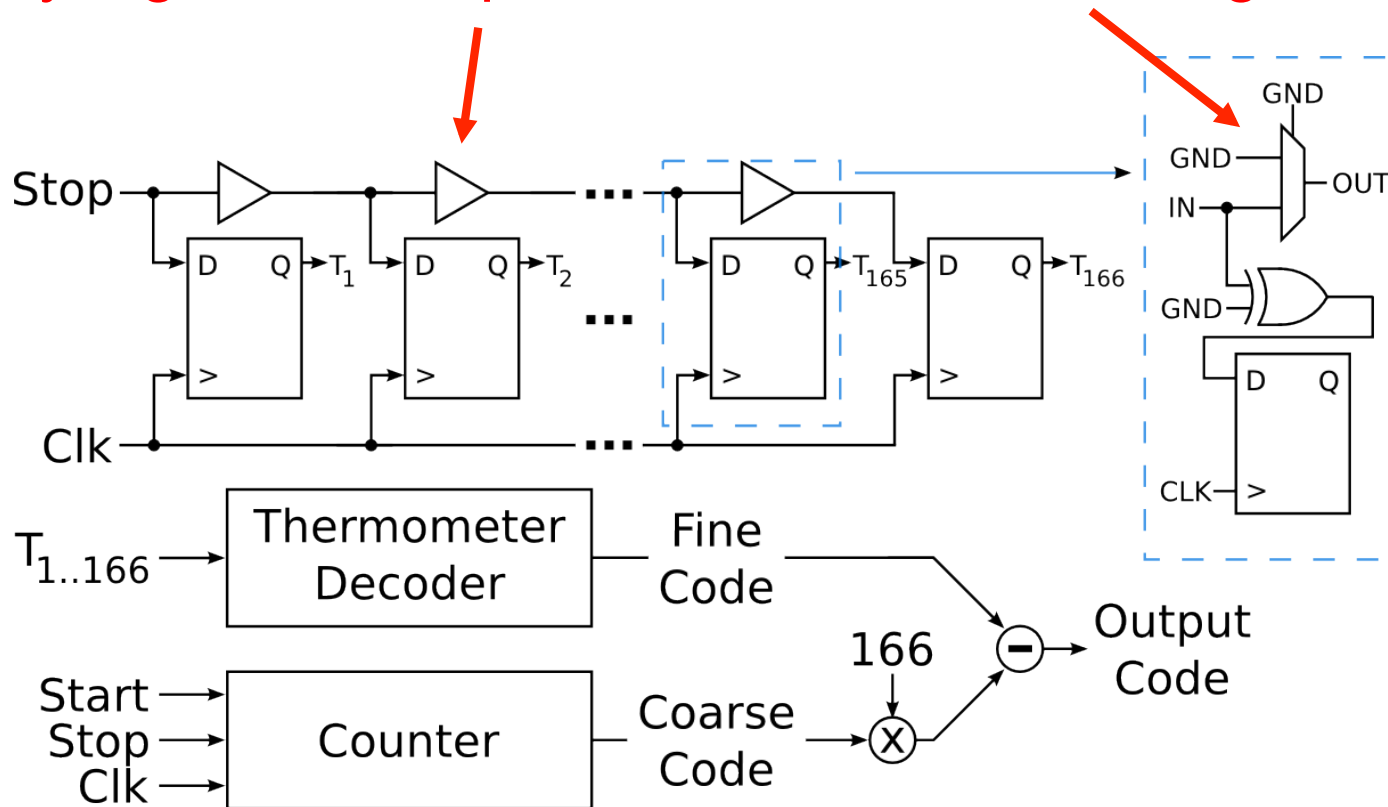 GND
GND
OUT
IN
Stop
D Q T1
D Q T2
D Q T165
D Q T166
GND
>
>
>
>
D Q
Clk
CLK >
T1..166
Thermometer
Decoder
Fine
Code
166
Output
Code
Start
Stop
Clk
Counter
Coarse
Code
X